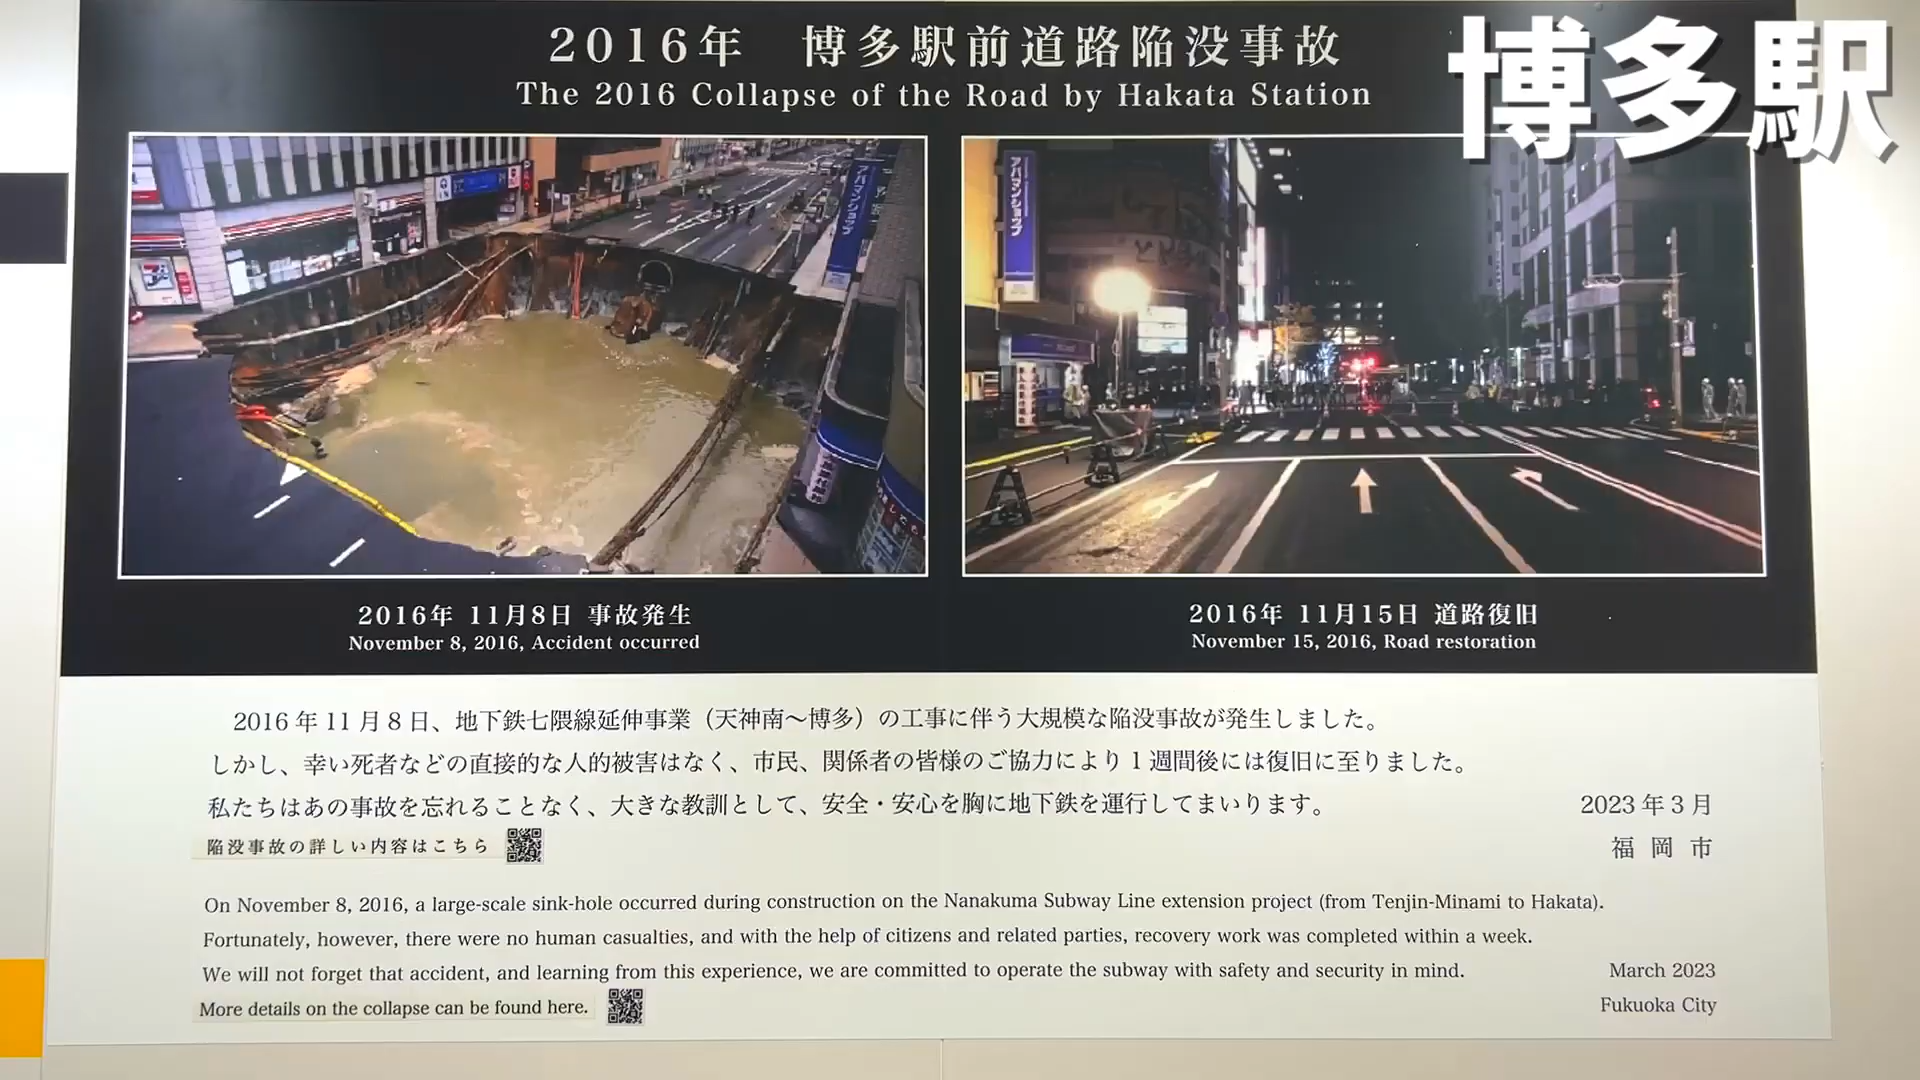 博多駅
2016年 博多駅前道路陥没事故
The 2016 Collapse of the Road by Hakata Station
アパマンショップ
アパマンショップ
2016年 11月8日 事故発生
November 8, 2016, Accident occurred
2016年 11月15日 道路復旧
November 15, 2016, Road restoration
2016年11月8日、地下鉄七隈線延伸事業（天神南～博多）の工事に伴う大規模な陥没事故が発生しました。
しかし、幸い死者などの直接的な人的被害はなく、市民、関係者の皆様のご協力により1週間後には復旧に至りました。
私たちはあの事故を忘れることなく、大きな教訓として、安全・安心を胸に地下鉄を運行してまいります。
2023年3月
福岡市
陥没事故の詳しい内容はこちら
On November 8, 2016, a large-scale sink-hole occurred during construction on the Nanakuma Subway Line extension project (from Tenjin-Minami to Hakata).
Fortunately, however, there were no human casualties, and with the help of citizens and related parties, recovery work was completed within a week.
We will not forget that accident, and learning from this experience, we are committed to operate the subway with safety and security in mind.
March 2023
Fukuoka City
More details on the collapse can be found here.